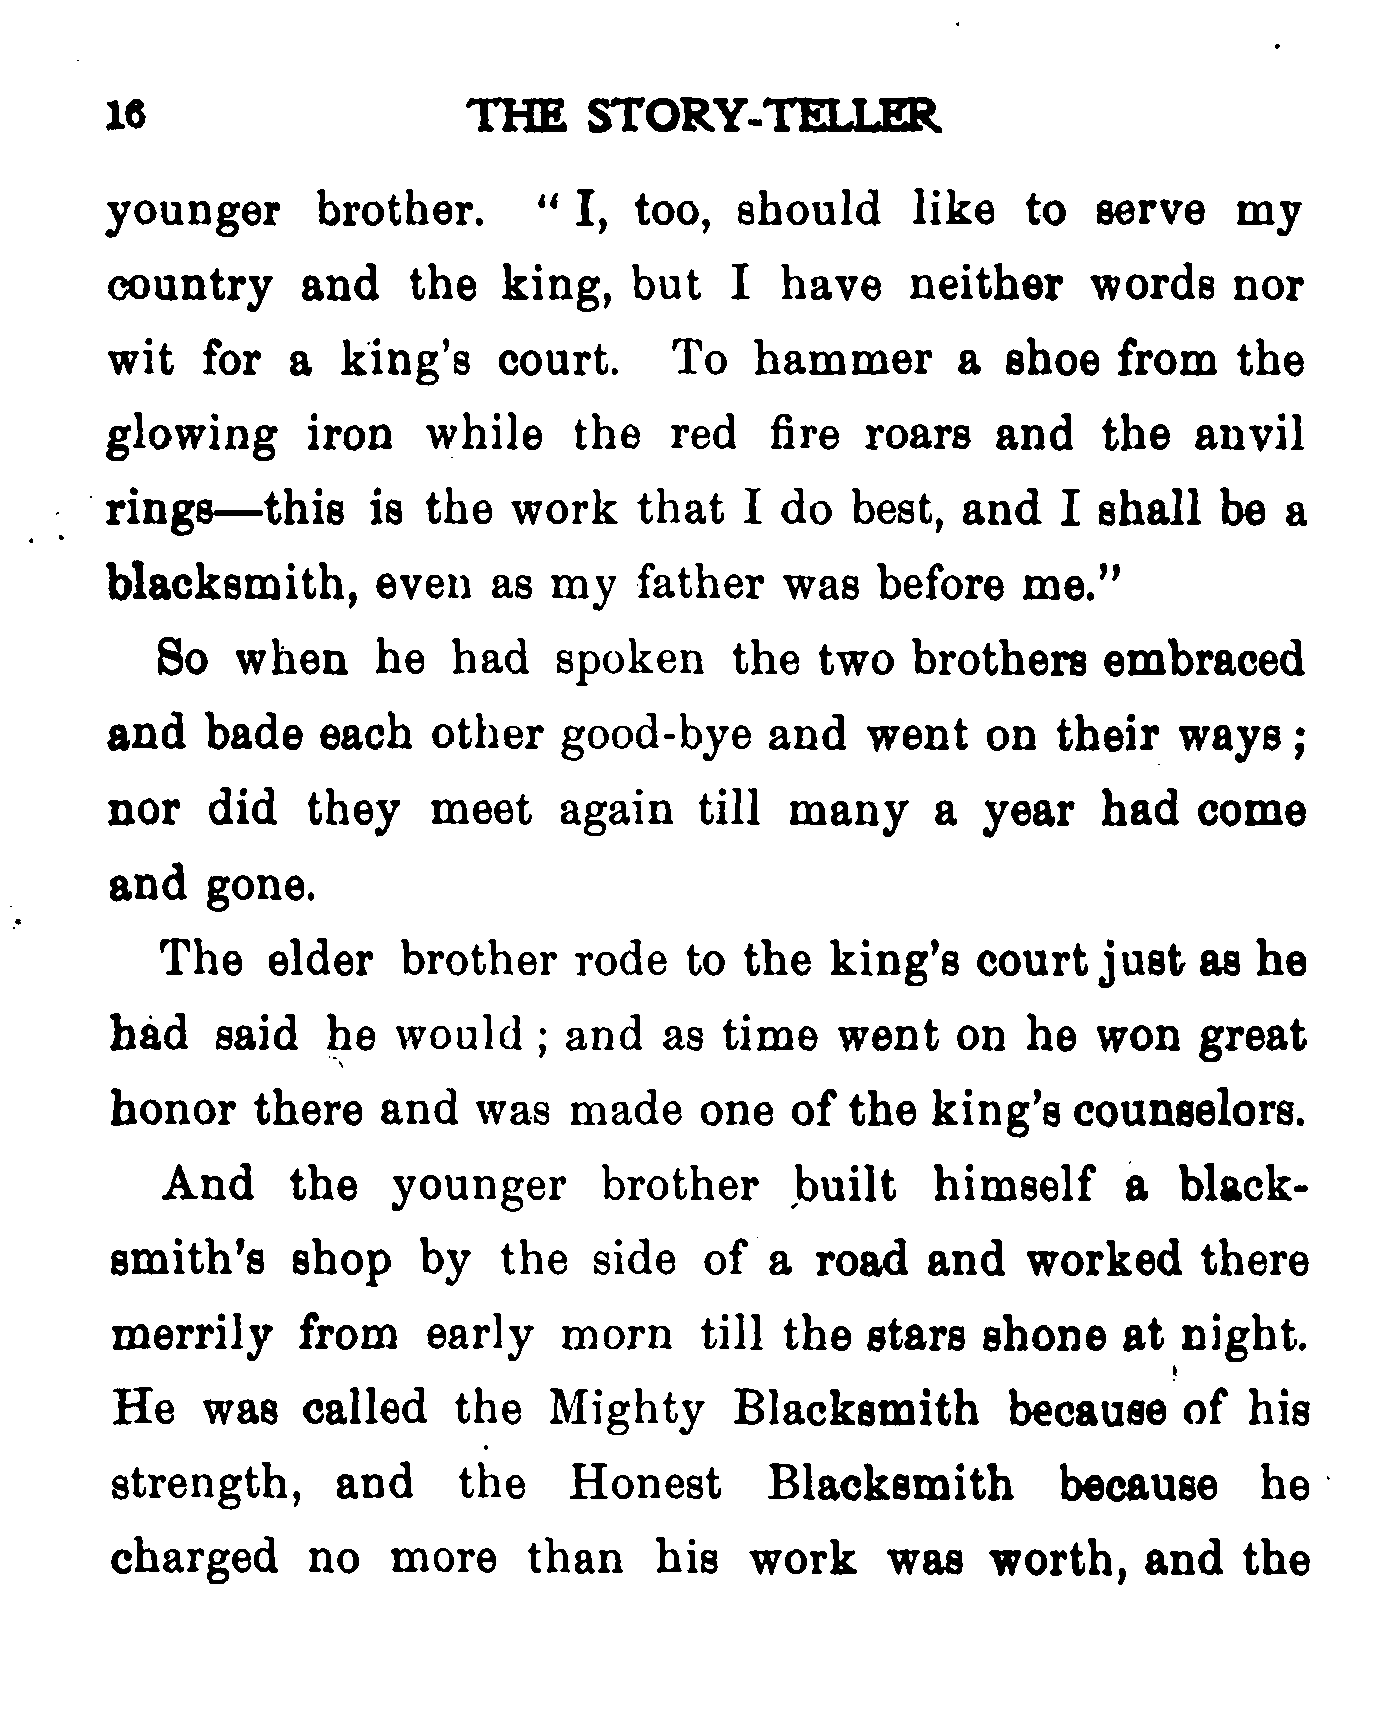 16 THE STORY-TELLER
younger brother. "I, too, should like to serve my
country and the king, but I have neither words nor
wit for a king's court. To hammer a shoe from the
glowing iron while the red fire roars and the anvil
rings—this is the work that I do best, and I shall be a
blacksmith, even as my father was before me."
So when he had spoken the two brothers embraced
and bade each other good-bye and went on their ways;
nor did they meet again till many a year had come
and gone.
The elder brother rode to the king's court just as he
had said he would; and as time went on he won great
honor there and was made one of the king's counselors.
And the younger brother built himself a black-
smith's shop by the side of a road and worked there
merrily from early morn till the stars shone at night.
He was called the Mighty Blacksmith because of his
strength, and the Honest Blacksmith because he
charged no more than his work was worth, and the